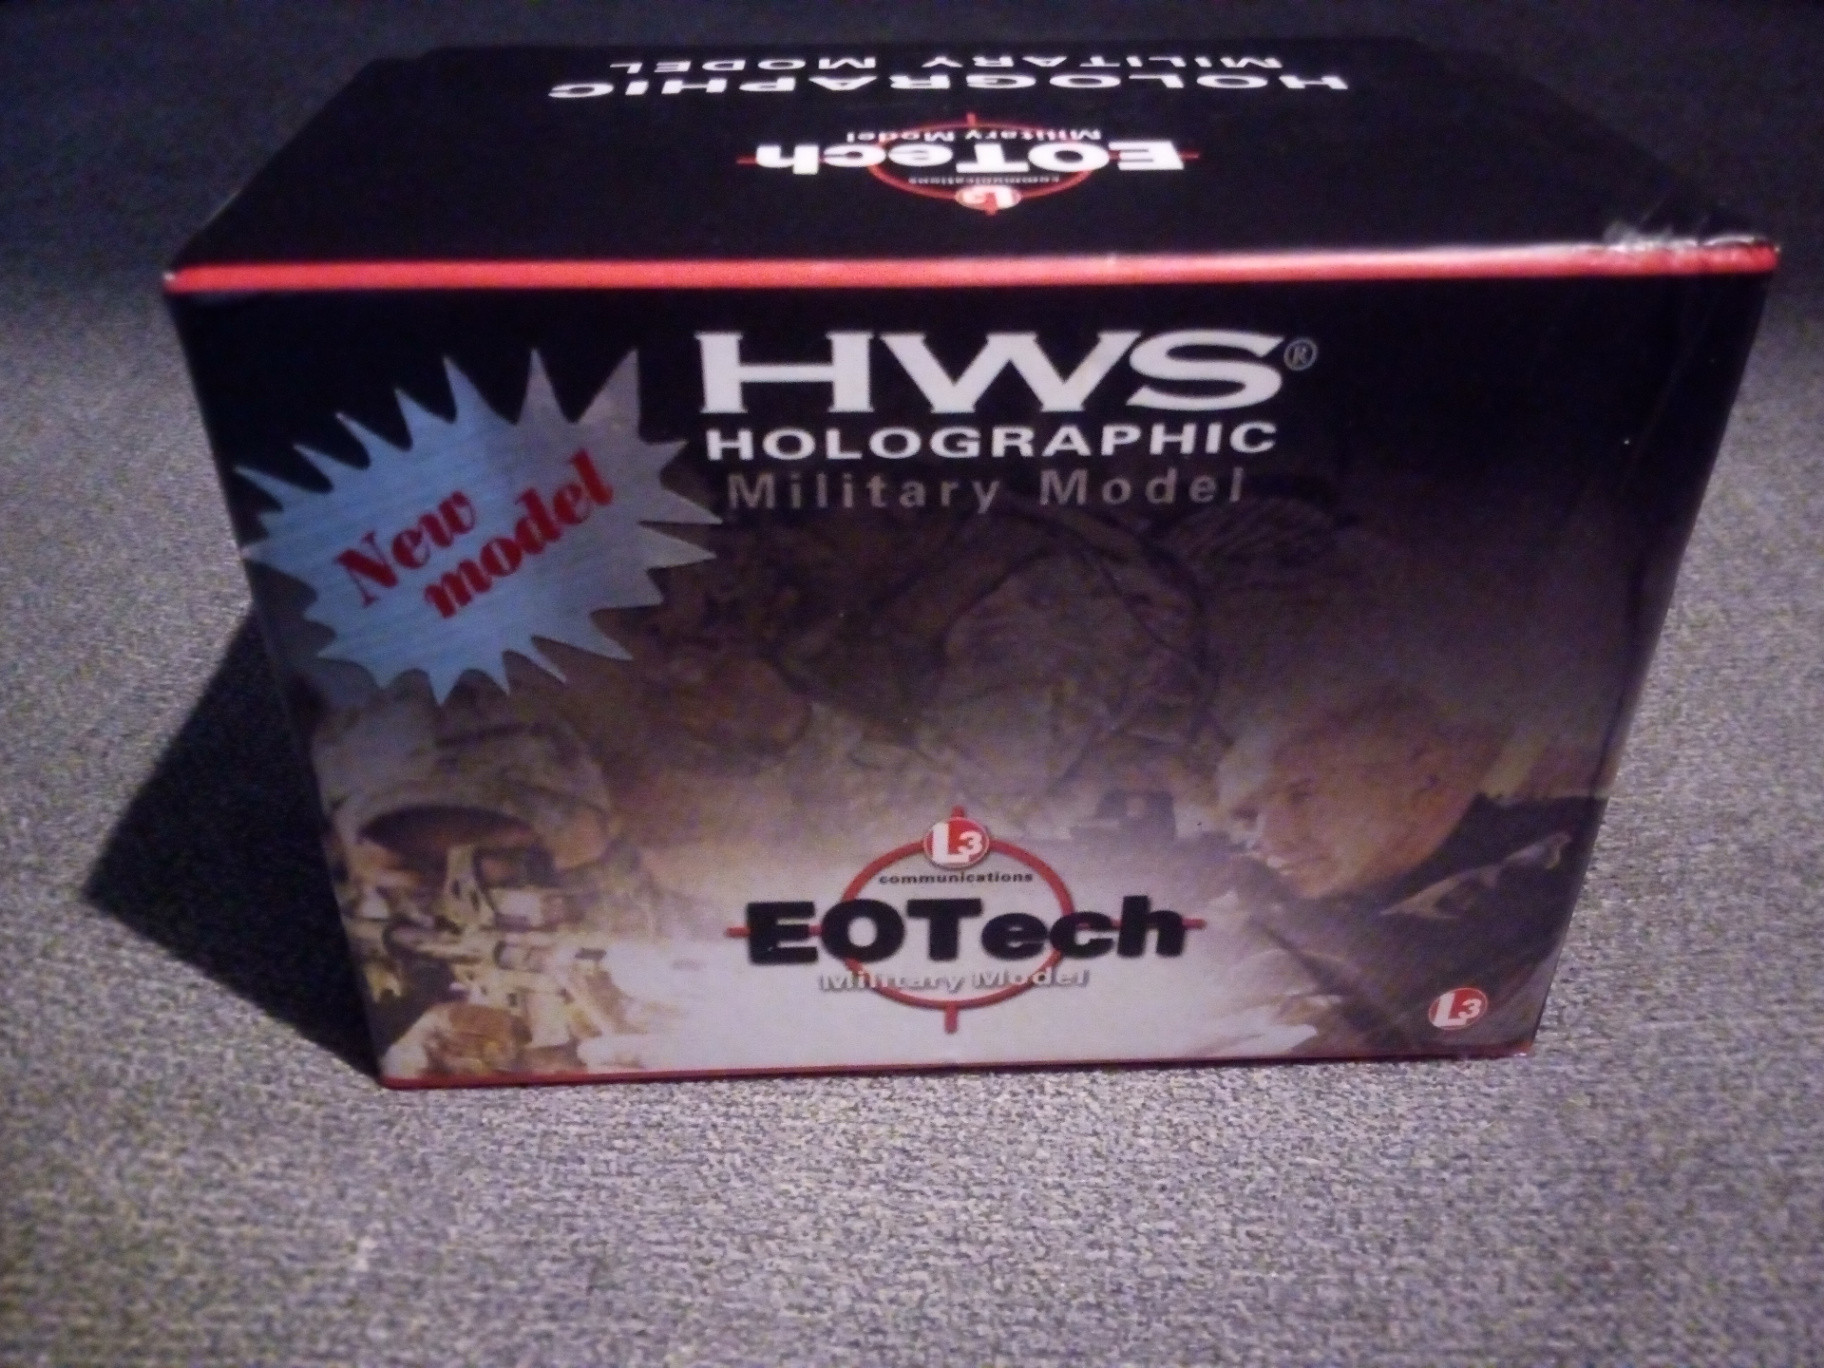 HOLOGRAPHIC
MILITARY MODEL
EOTech
Military Model
L3
communications
HWS®
HOLOGRAPHIC
Military Model
New
model
L3
communications
EOTech
Military Model
L3